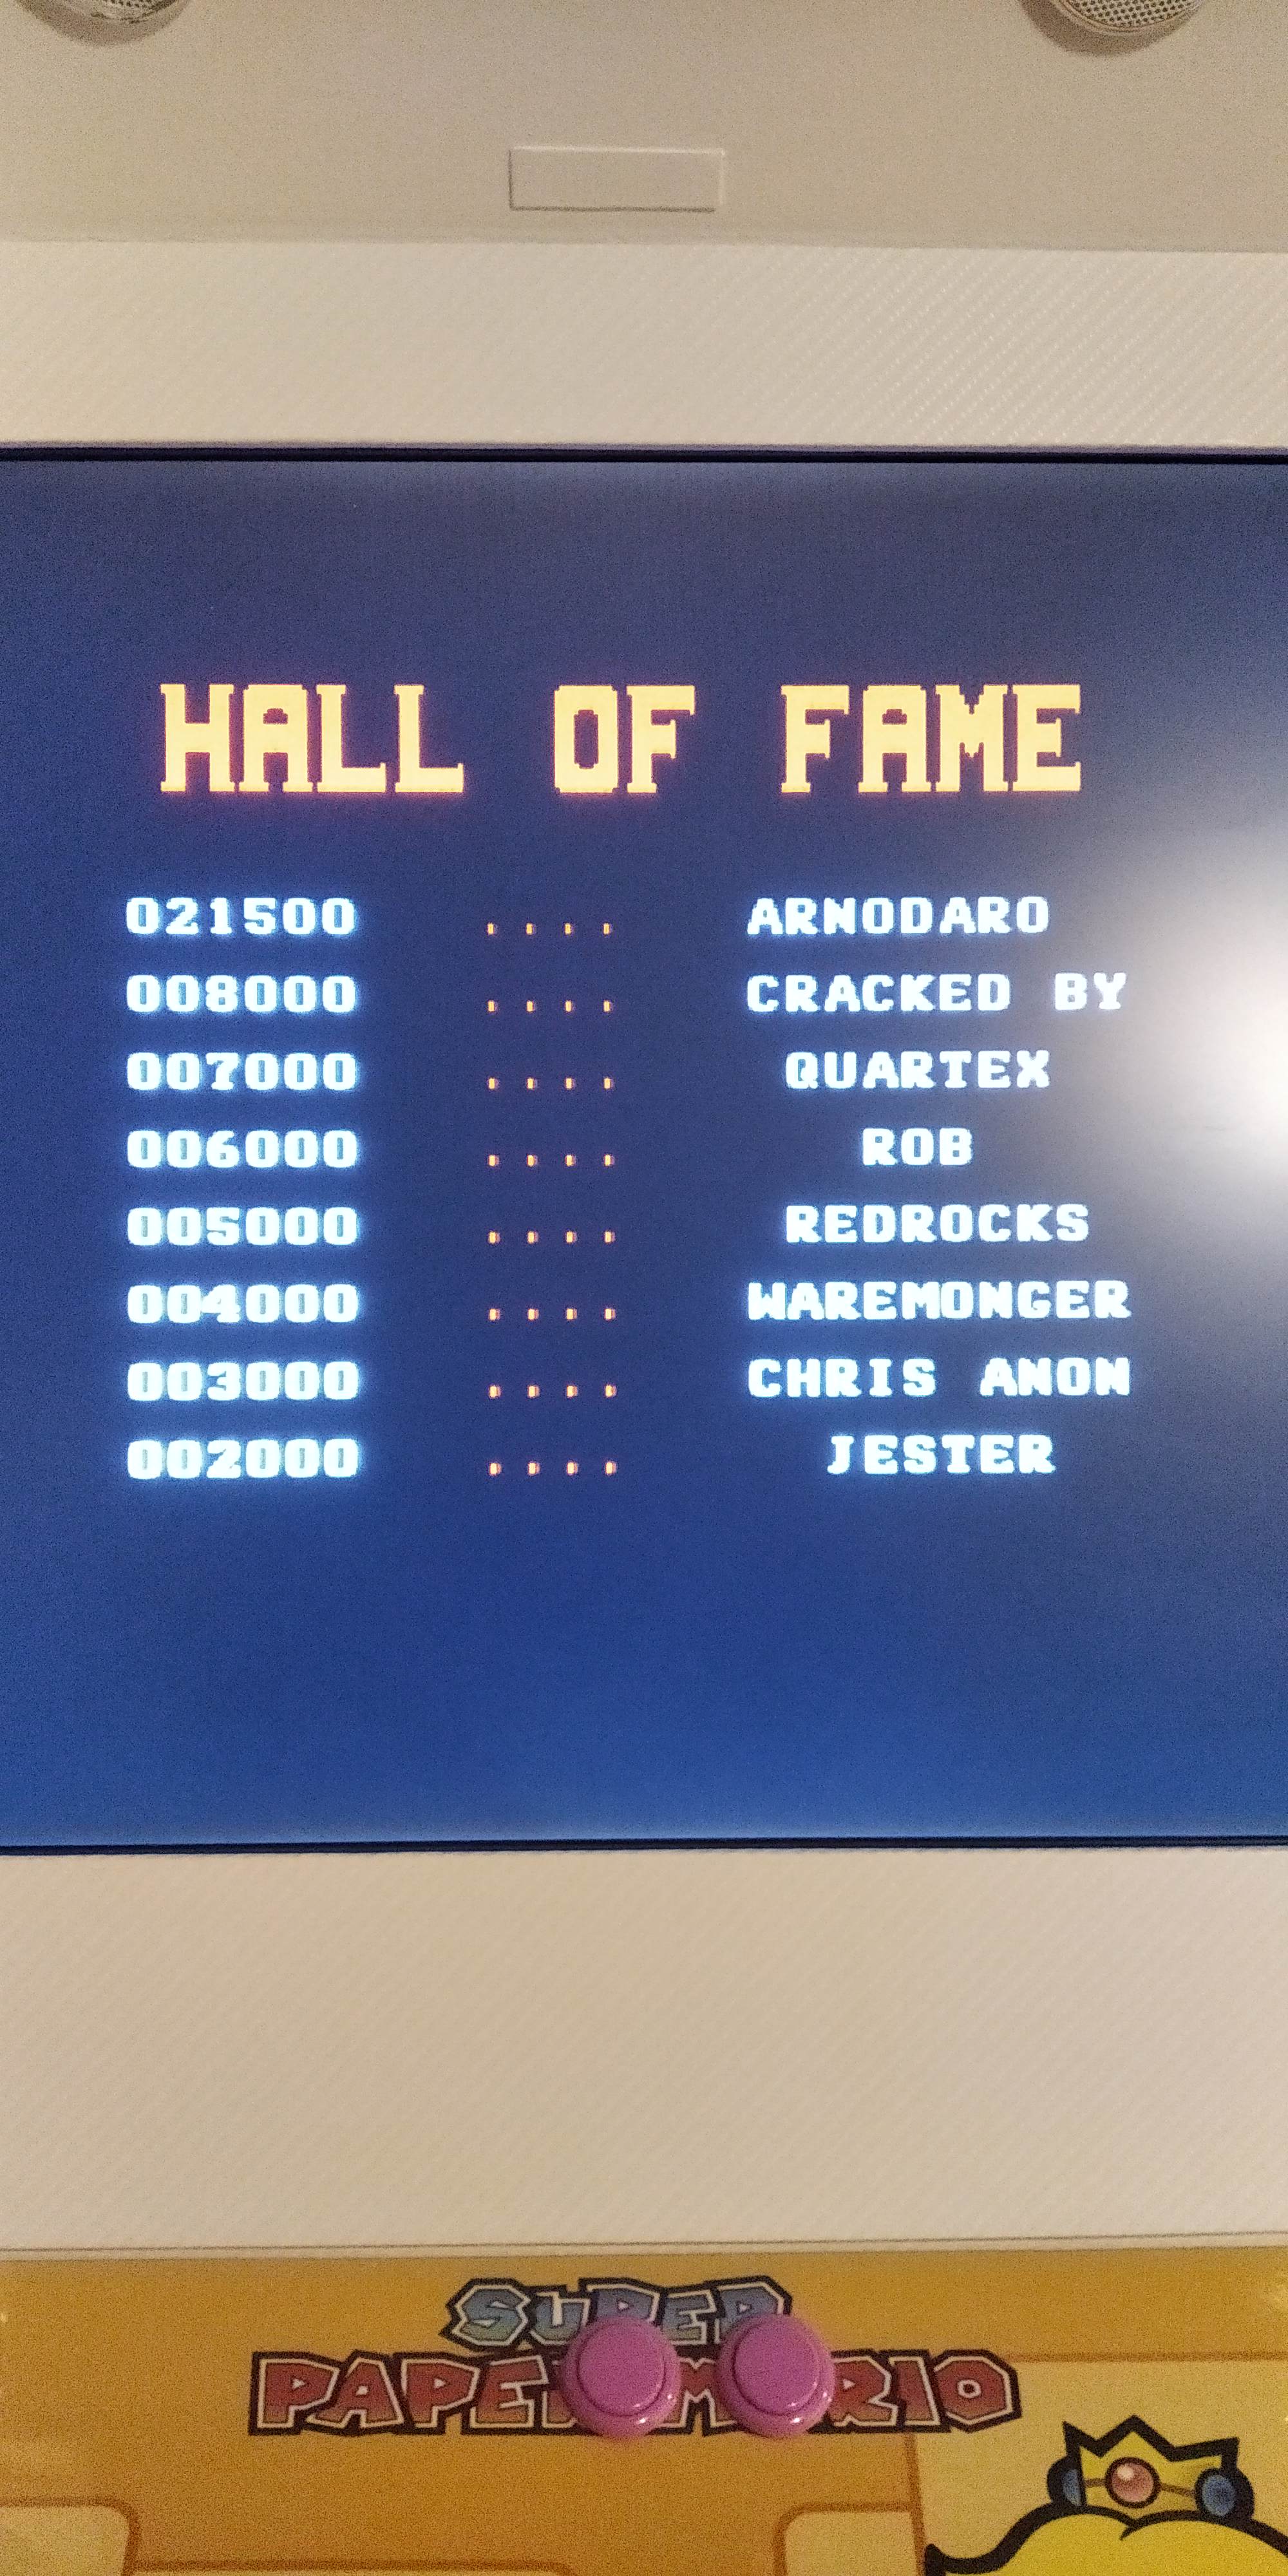 HALL OF FAME
021500 .... ARNODARO
008000 .... CRACKED BY
007000 .... QUARTEX
006000 .... ROB
005000 .... REDROCKS
004000 .... WAREMONGER
003000 .... CHRIS ANON
002000 .... JESTER
SUPER
PAPER MARIO